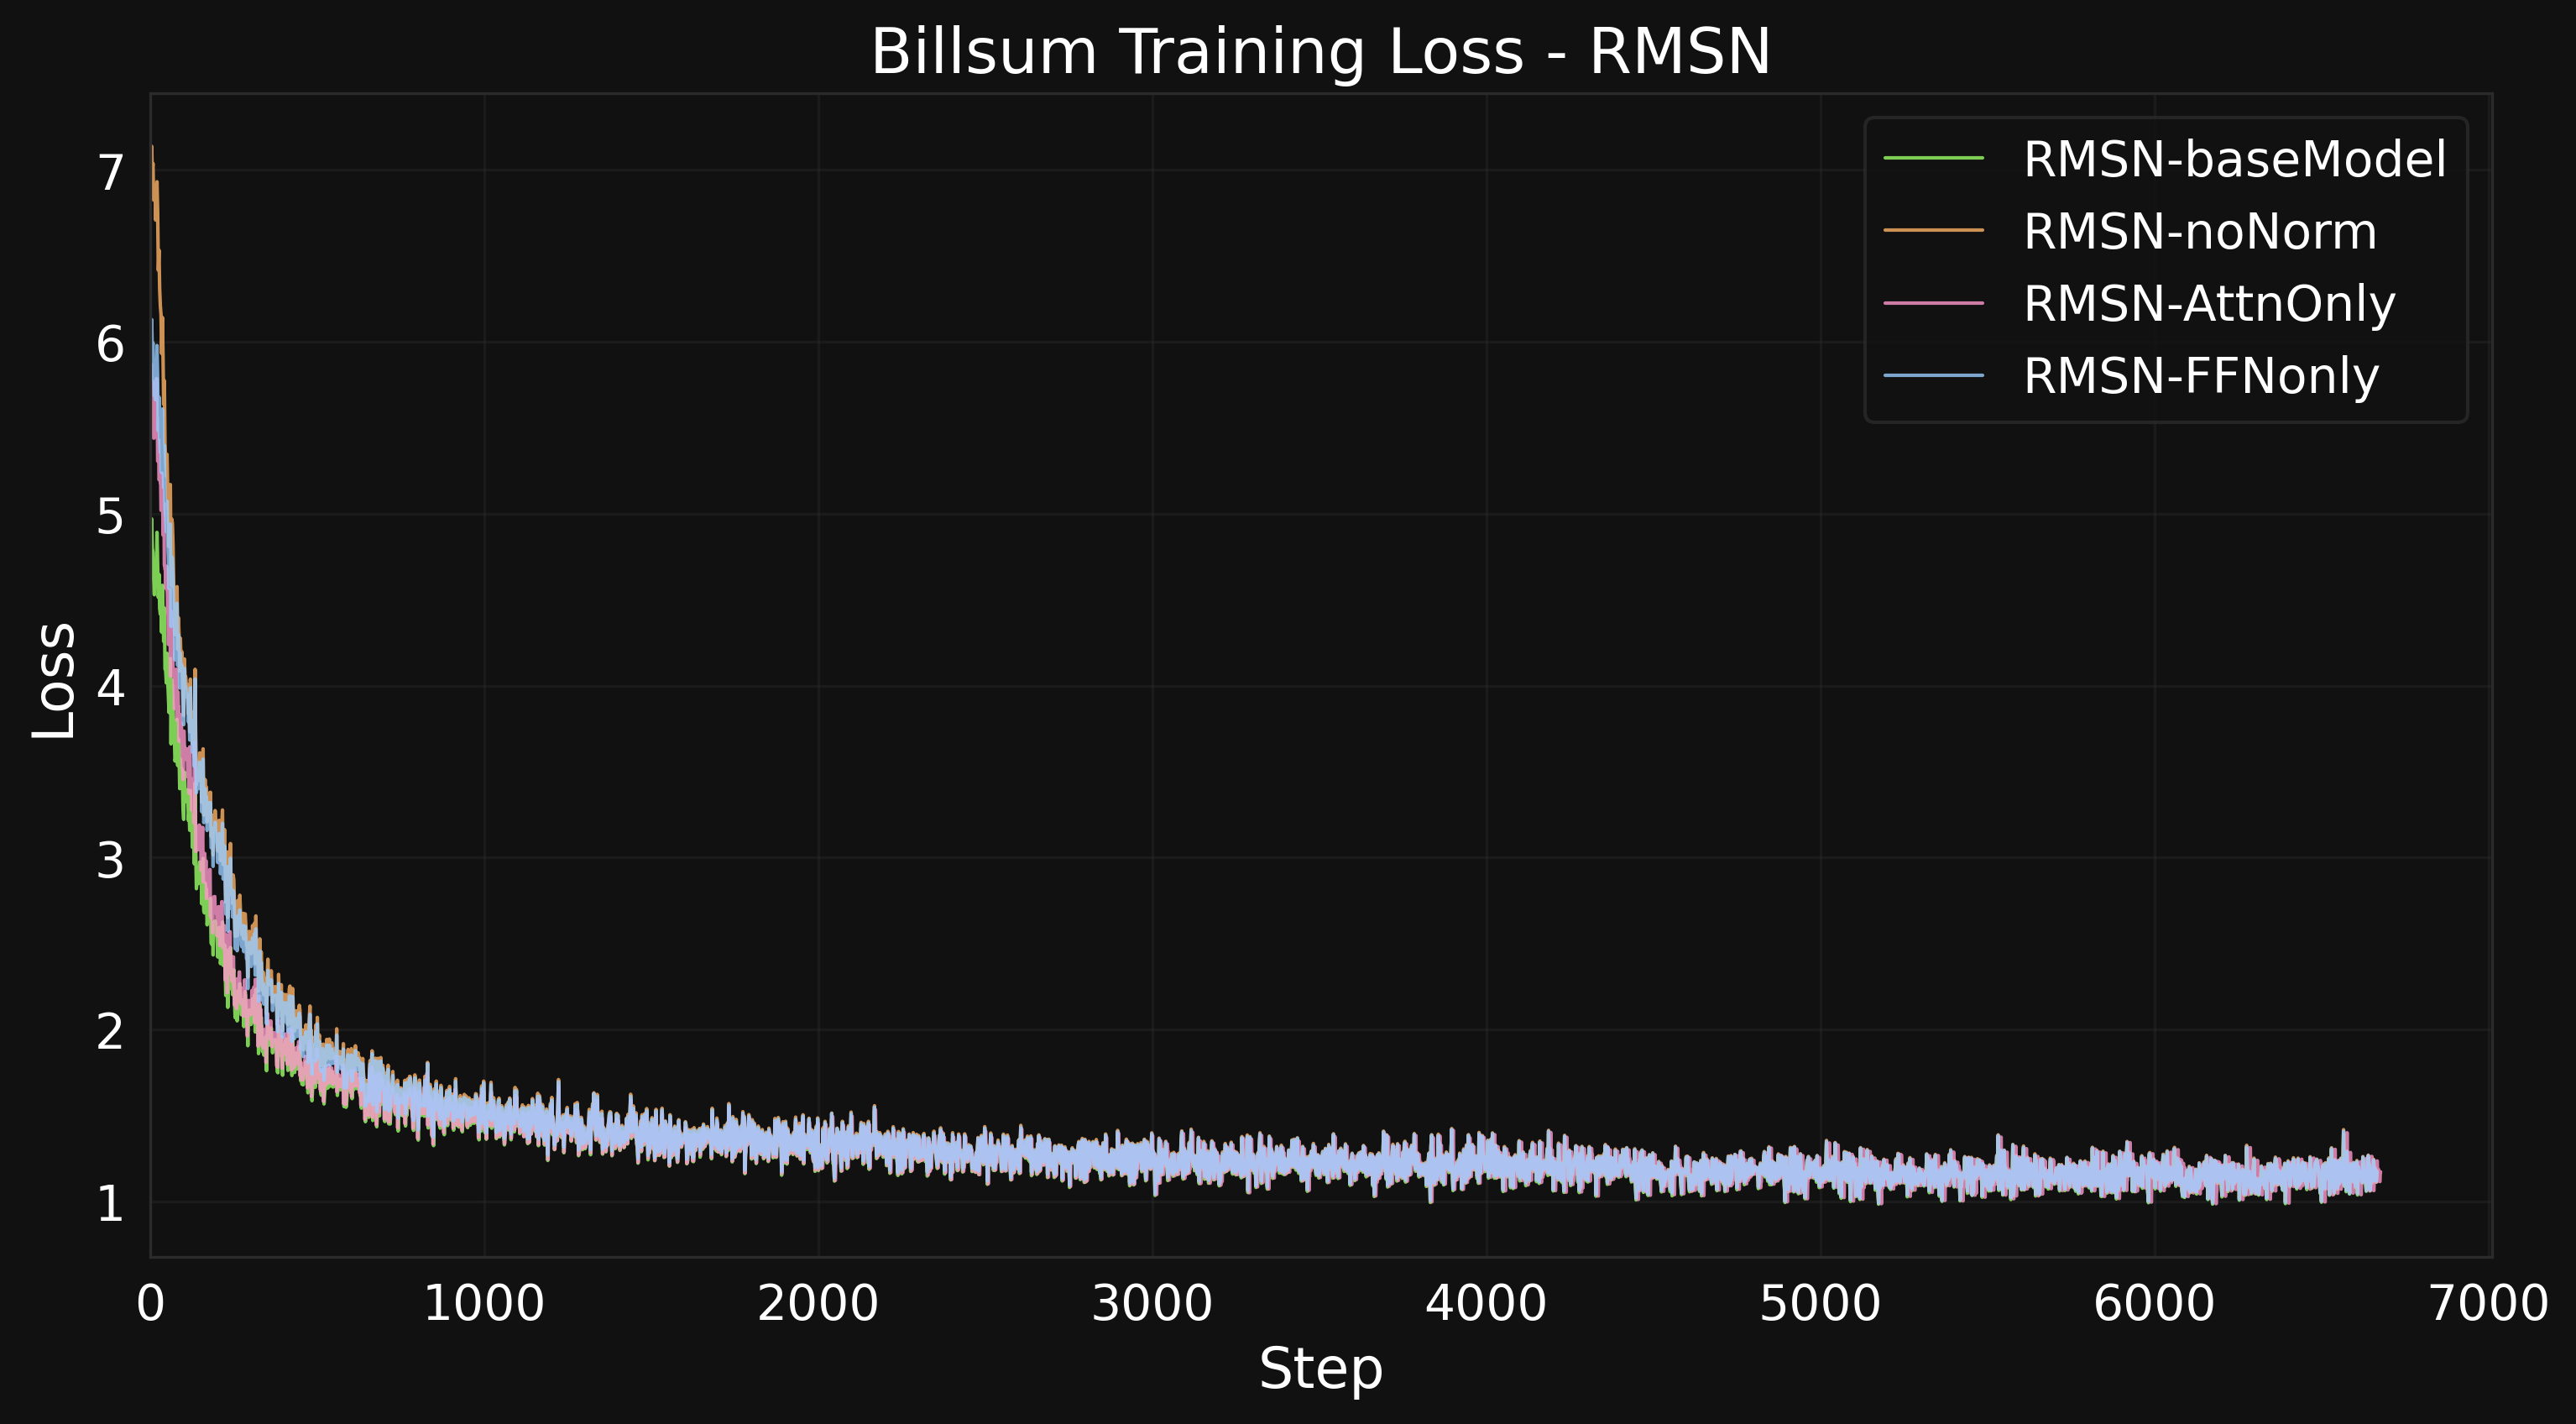 Billsum Training Loss - RMSN
RMSN-baseModel
RMSN-noNorm
RMSN-AttnOnly
RMSN-FFNonly
Loss
7
6
5
4
3
2
1
0
1000
2000
3000
4000
5000
6000
7000
Step